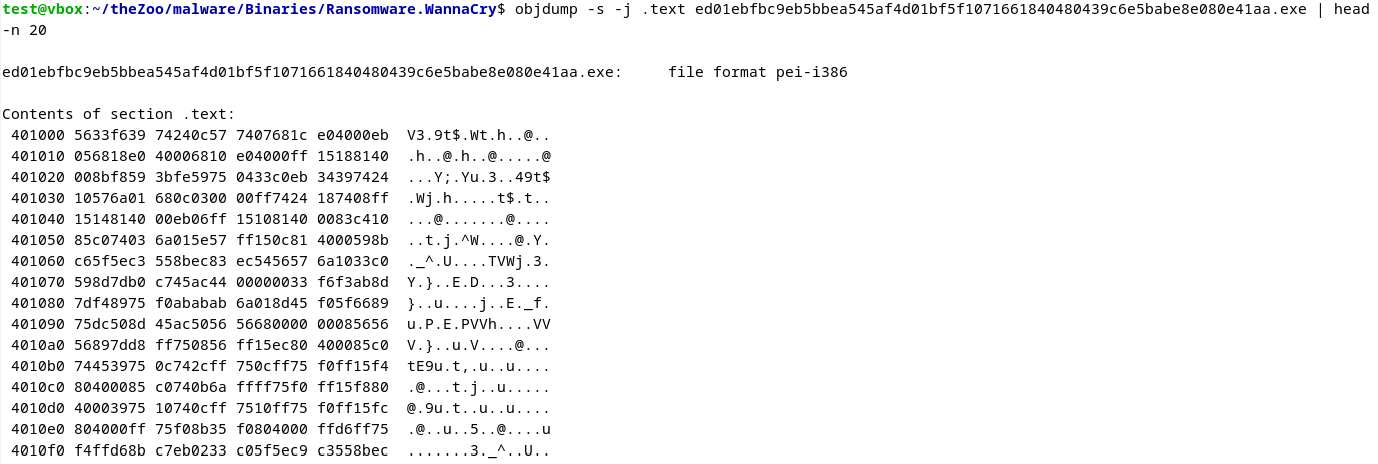 test@vbox:~/theZoo/malware/Binaries/Ransomware.WannaCry$ objdump -s -j .text ed01ebfbc9eb5bbea545af4d01bf5f1071661840480439c6e5babe8e080e41aa.exe | head
-n 20
ed01ebfbc9eb5bbea545af4d01bf5f1071661840480439c6e5babe8e080e41aa.exe:     file format pei-i386
Contents of section .text:
 401000 5633f639 74240c57 7407681c e04000eb  V3.9t$.Wt.h..@..
 401010 056818e0 40006810 e04000ff 15188140  .h..@.h..@.....@
 401020 008bf859 3bfe5975 0433c0eb 34397424  ...Y;.Yu.3..49t$
 401030 10576a01 680c0300 00ff7424 187408ff  .Wj.h.....t$.t..
 401040 15148140 00eb06ff 15108140 0083c410  ...@.......@....
 401050 85c07403 6a015e57 ff150c81 4000598b  ..t.j.^W....@.Y.
 401060 c65f5ec3 558bec83 ec545657 6a1033c0  ._^.U....TVWj.3.
 401070 598d7db0 c745ac44 00000033 f6f3ab8d  Y.}..E.D...3....
 401080 7df48975 f0ababab 6a018d45 f05f6689  }..u....j..E._f.
 401090 75dc508d 45ac5056 56680000 00085656  u.P.E.PVVh....VV
 4010a0 56897dd8 ff750856 ff15ec80 400085c0  V.}..u.V....@...
 4010b0 74453975 0c742cff 750cff75 f0ff15f4  tE9u.t,.u..u....
 4010c0 80400085 c0740b6a ffff75f0 ff15f880  .@...t.j..u.....
 4010d0 40003975 10740cff 7510ff75 f0ff15fc  @.9u.t..u..u....
 4010e0 804000ff 75f08b35 f0804000 ffd6ff75  .@..u..5..@....u
 4010f0 f4ffd68b c7eb0233 c05f5ec9 c3558bec  .......3._^..U..